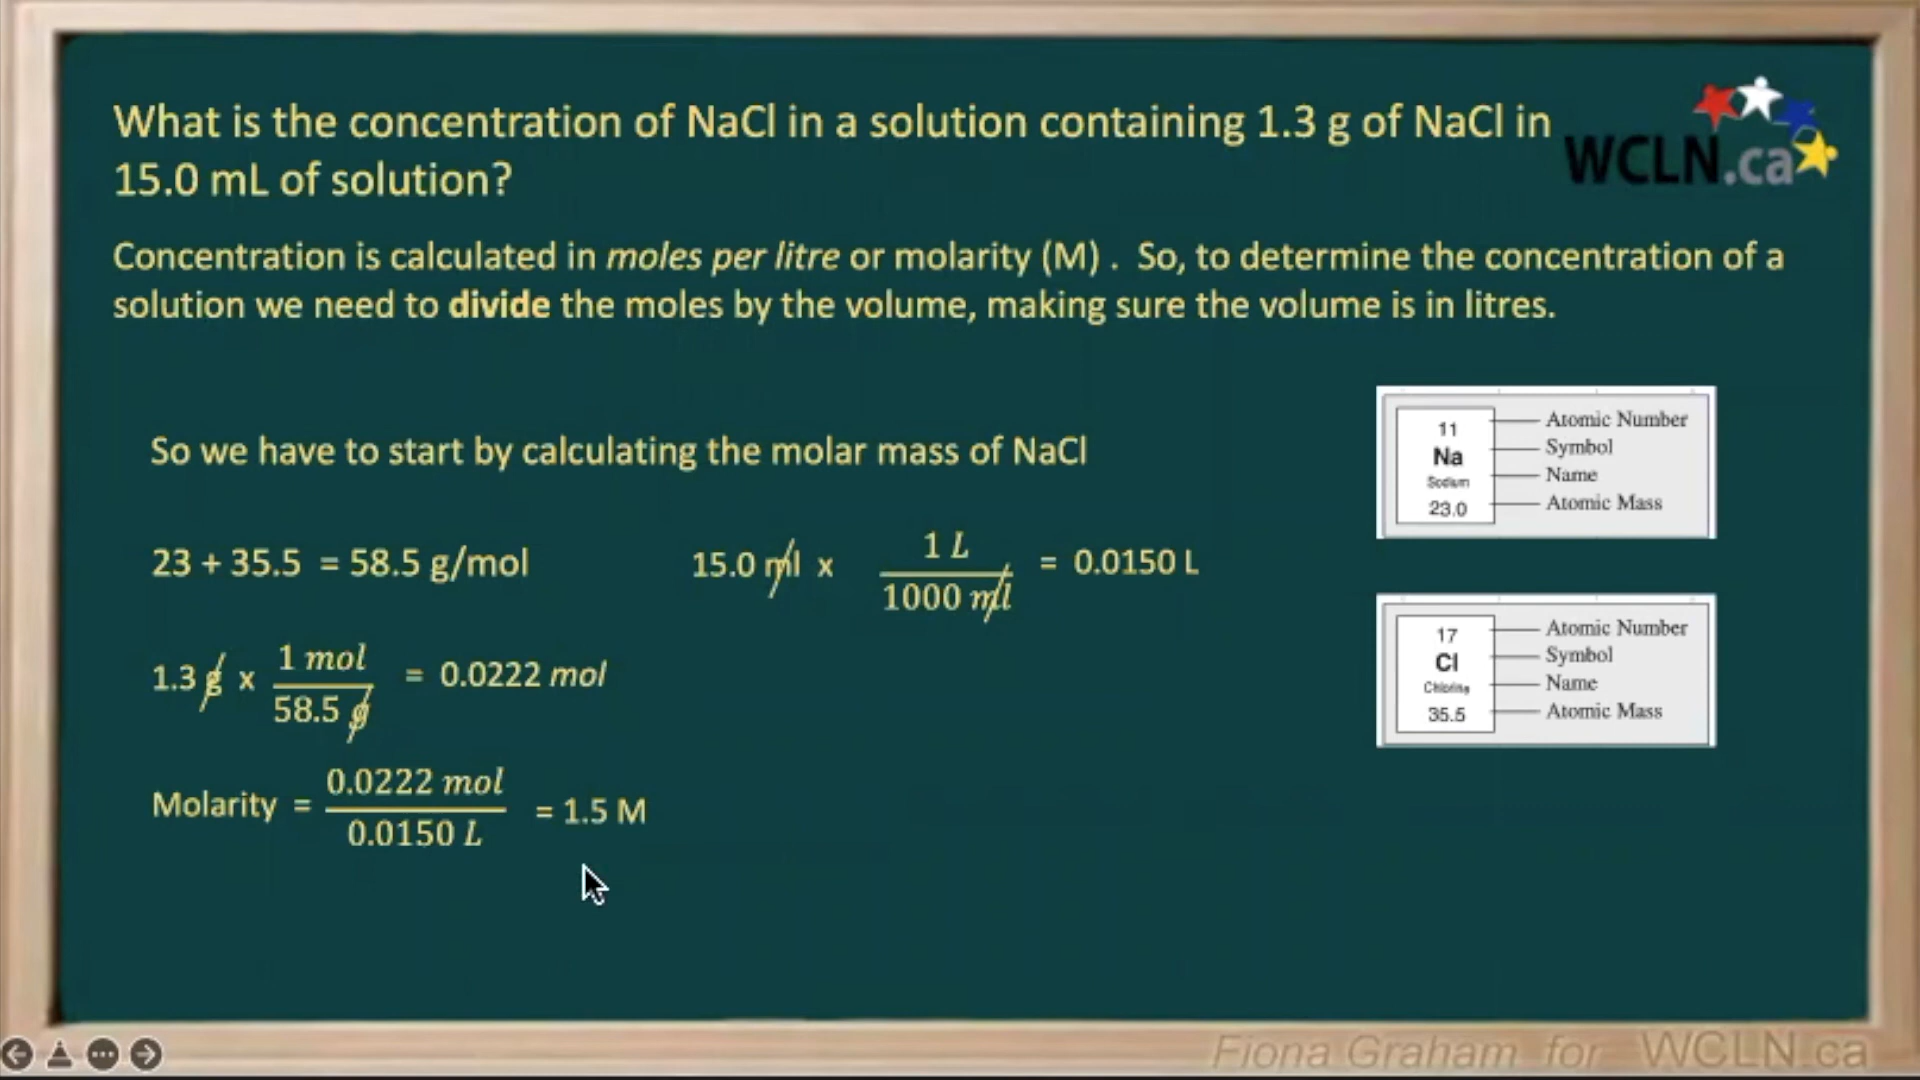 What is the concentration of NaCl in a solution containing 1.3 g of NaCl in
15.0 mL of solution?
WCLN.ca
Concentration is calculated in moles per litre or molarity (M) . So, to determine the concentration of a
solution we need to divide the moles by the volume, making sure the volume is in litres.
So we have to start by calculating the molar mass of NaCl
23 + 35.5 = 58.5 g/mol
15.0 ml x 1 L / 1000 ml = 0.0150 L
1.3 g x 1 mol / 58.5 g = 0.0222 mol
Molarity = 0.0222 mol / 0.0150 L = 1.5 M
11 Atomic Number
Na Symbol
Sodium Name
23.0 Atomic Mass
17 Atomic Number
Cl Symbol
Chlorine Name
35.5 Atomic Mass
Fiona Graham for WCLN.ca